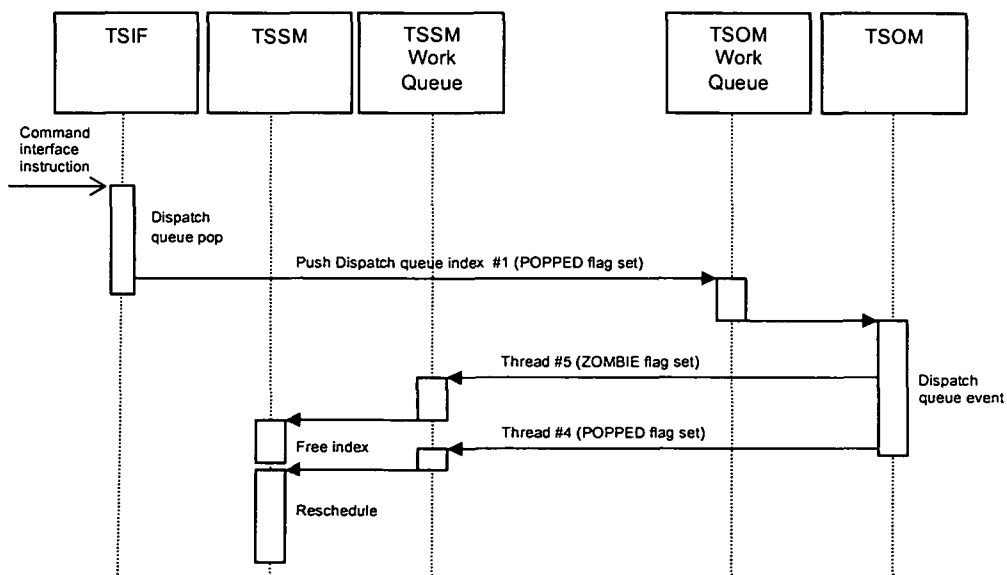 TSIF
TSSM
TSSM
Work
Queue
TSOM
Work
Queue
TSOM
Command
interface
instruction
Dispatch
queue pop
Push Dispatch queue index #1 (POPPED flag set)
Thread #5 (ZOMBIE flag set)
Dispatch
queue event
Thread #4 (POPPED flag set)
Free index
Reschedule